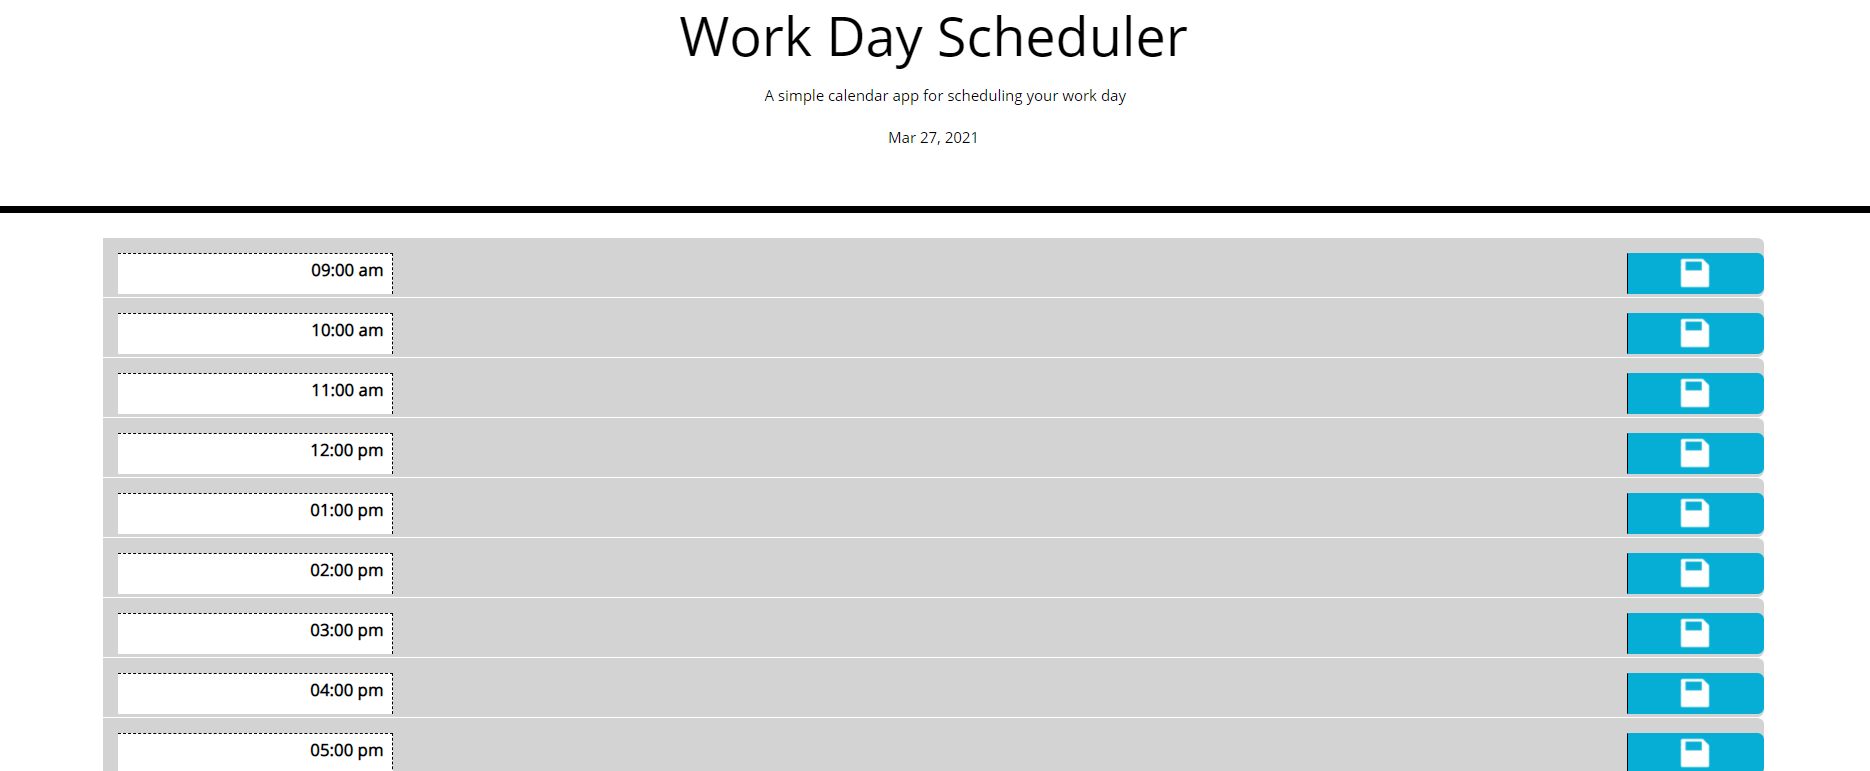 Work Day Scheduler
A simple calendar app for scheduling your work day
Mar 27, 2021
09:00 am
10:00 am
11:00 am
12:00 pm
01:00 pm
02:00 pm
03:00 pm
04:00 pm
05:00 pm